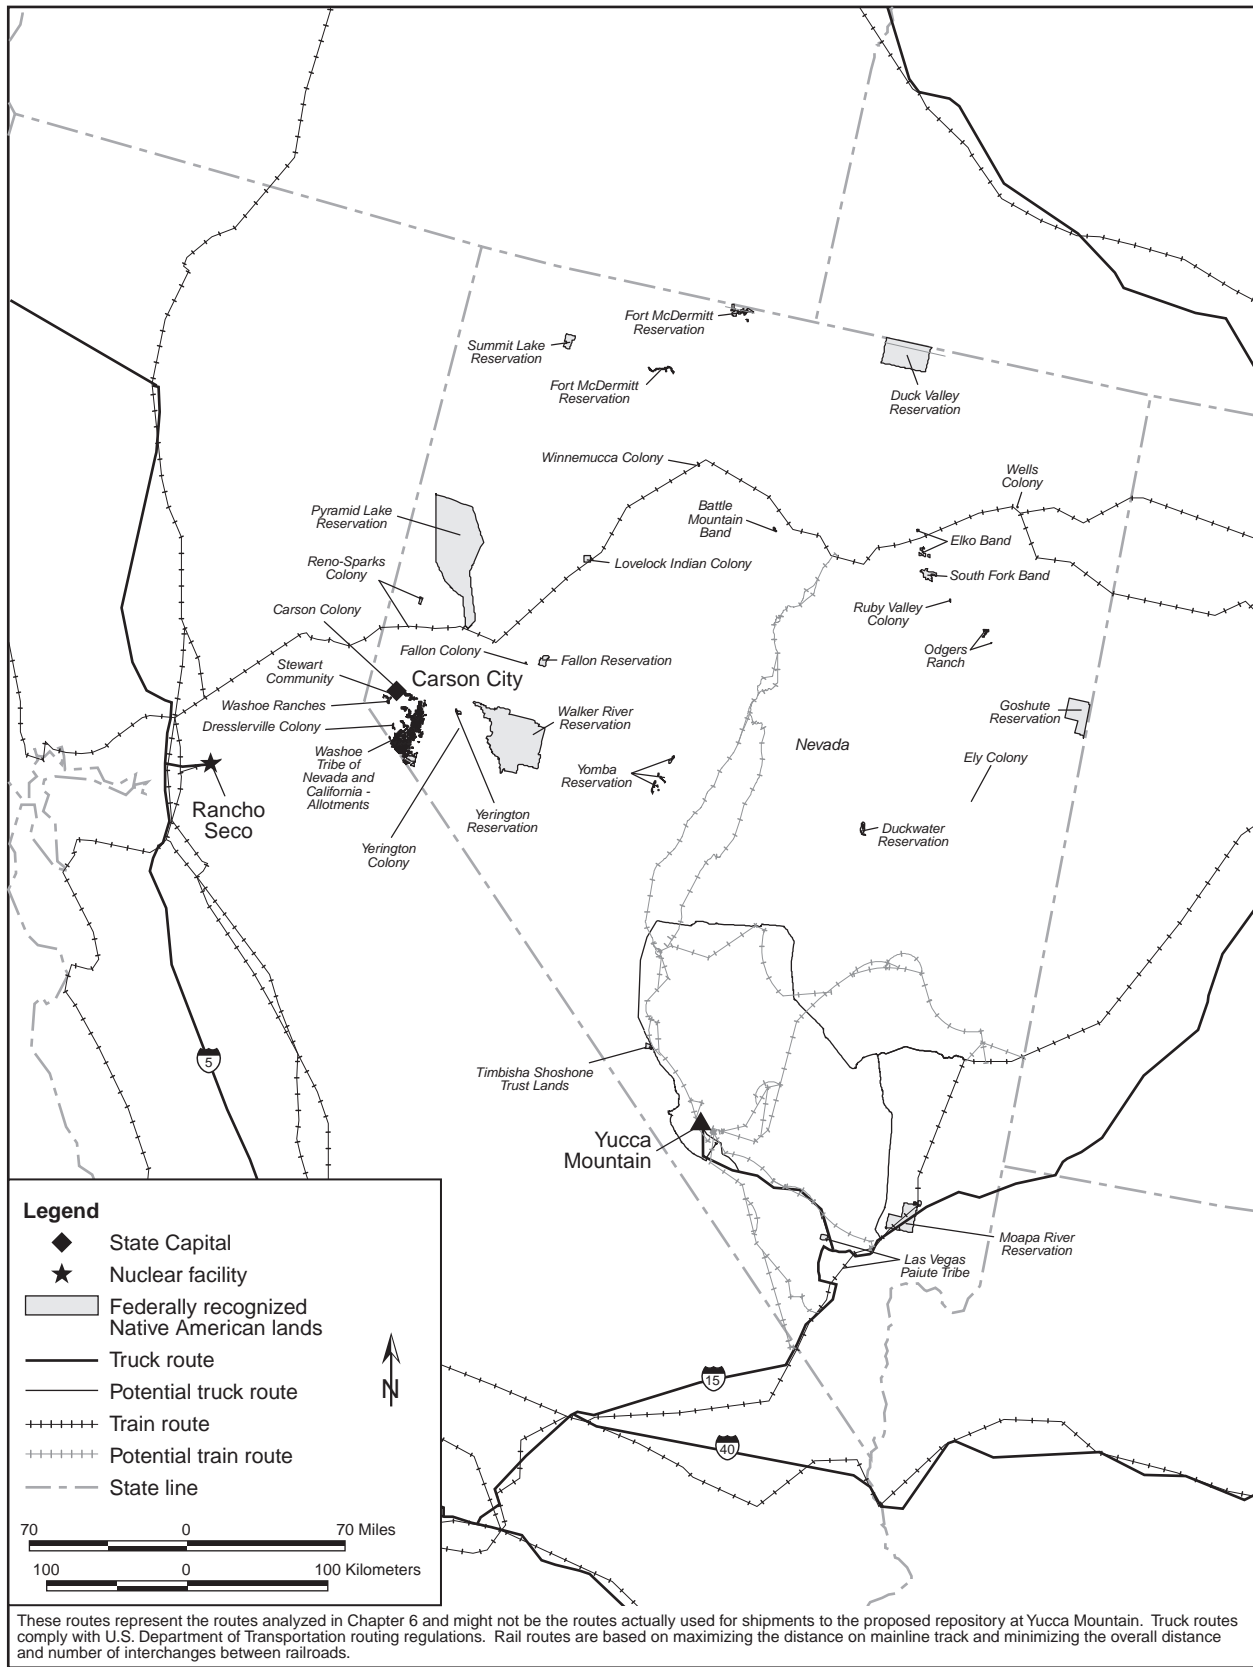 Fort McDermitt
Reservation
Summit Lake
Reservation
Fort McDermitt
Reservation
Duck Valley
Reservation
Winnemucca Colony
Wells
Colony
Pyramid Lake
Reservation
Battle
Mountain
Band
Elko Band
Reno-Sparks
Colony
Lovelock Indian Colony
South Fork Band
Carson Colony
Ruby Valley
Colony
Fallon Colony
Fallon Reservation
Odgers
Ranch
Stewart
Community
Carson City
Washoe Ranches
Walker River
Reservation
Goshute
Reservation
Dresslerville Colony
Nevada
Ely Colony
Washoe
Tribe of
Nevada and
California -
Allotments
Yomba
Reservation
Rancho
Seco
Yerington
Reservation
Duckwater
Reservation
Yerington
Colony
5
Timbisha Shoshone
Trust Lands
Yucca
Mountain
Moapa River
Reservation
Las Vegas
Paiute Tribe
15
40
Legend
State Capital
Nuclear facility
Federally recognized
Native American lands
Truck route
Potential truck route
Train route
Potential train route
State line
N
70 0 70 Miles
100 0 100 Kilometers
These routes represent the routes analyzed in Chapter 6 and might not be the routes actually used for shipments to the proposed repository at Yucca Mountain. Truck routes
comply with U.S. Department of Transportation routing regulations. Rail routes are based on maximizing the distance on mainline track and minimizing the overall distance
and number of interchanges between railroads.